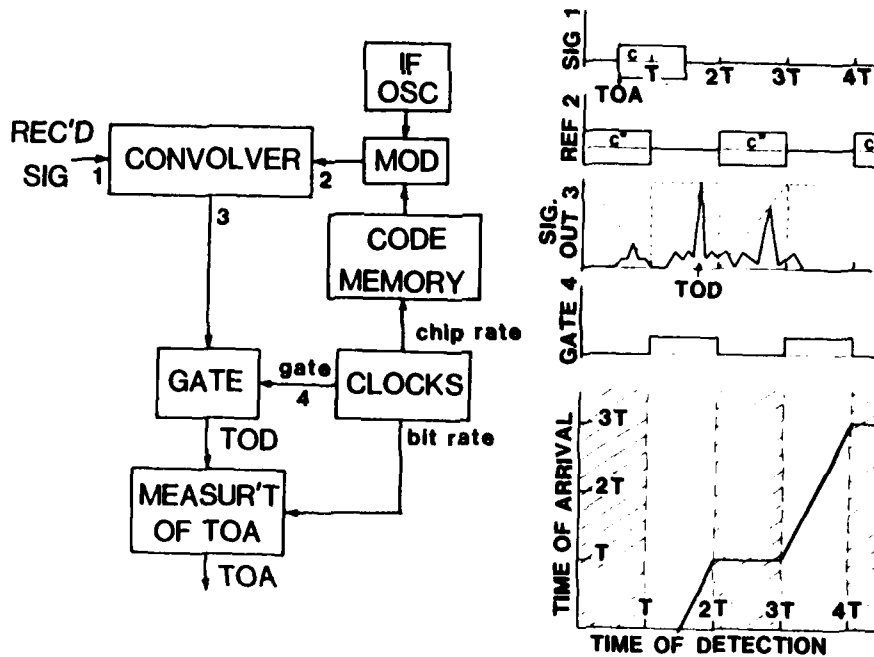 IF
OSC
REC'D
SIG
1
CONVOLVER
2
MOD
3
CODE
MEMORY
chip rate
GATE
gate
4
CLOCKS
TOD
bit rate
MEASUR'T
OF TOA
TOA
SIG 1
c
T
2T
3T
4T
TOA
REF 2
c*
c*
c
SIG.
OUT 3
TOD
GATE 4
TIME OF ARRIVAL
3T
2T
T
T
2T
3T
4T
TIME OF DETECTION